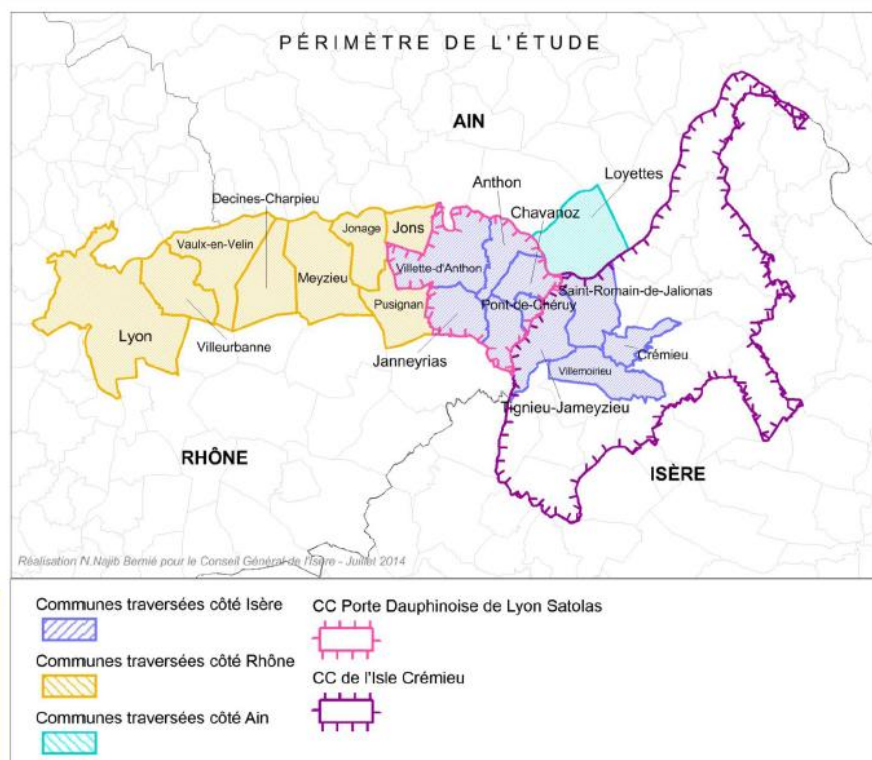 PÉRIMÈTRE DE L'ÉTUDE
AIN
Loyettes
Anthon
Decines-Charpieu
Chavanoz
Jonage
Jons
Vaulx-en-Velin
Villette-d'Anthon
Meyzieu
Saint-Romain-de-Jalionas
Pusignan
Pont-de-Chéruy
Lyon
Villeurbanne
Janneyrias
Crémieu
Villemoirieu
Tignieu-Jameyzieu
RHÔNE
ISÈRE
Réalisation N.Najib Bernié pour le Conseil Général de l'Isère - Juillet 2014
Communes traversées côté Isère
CC Porte Dauphinoise de Lyon Satolas
Communes traversées côté Rhône
CC de l'Isle Crémieu
Communes traversées côté Ain